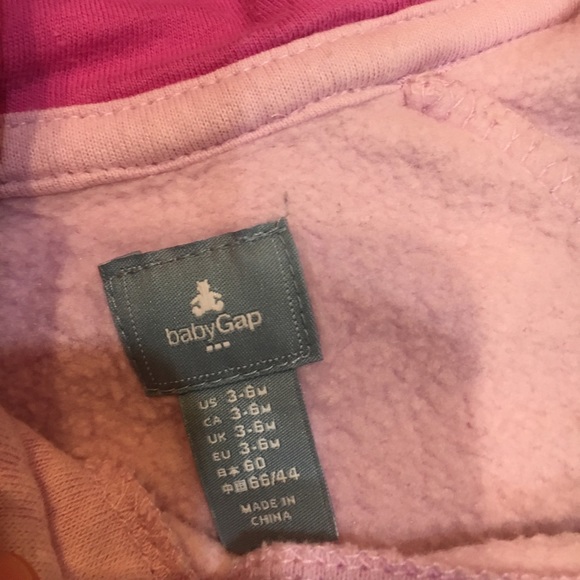 babyGap
US 3-6M
CA 3-6M
UK 3-6M
EU 3-6M
日本 60
中国 66/44
MADE IN
CHINA